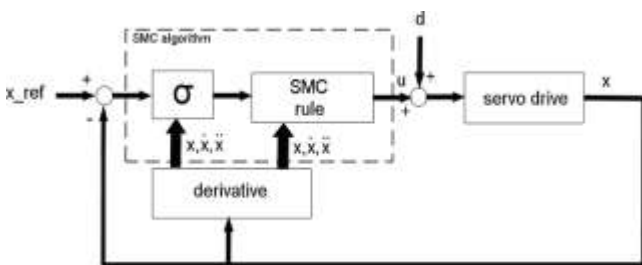 SMC algorithm
d
x_ref
+
-
σ
SMC
rule
u
+
+
servo drive
x
x,ẋ,ẍ
x,ẋ,ẍ
derivative